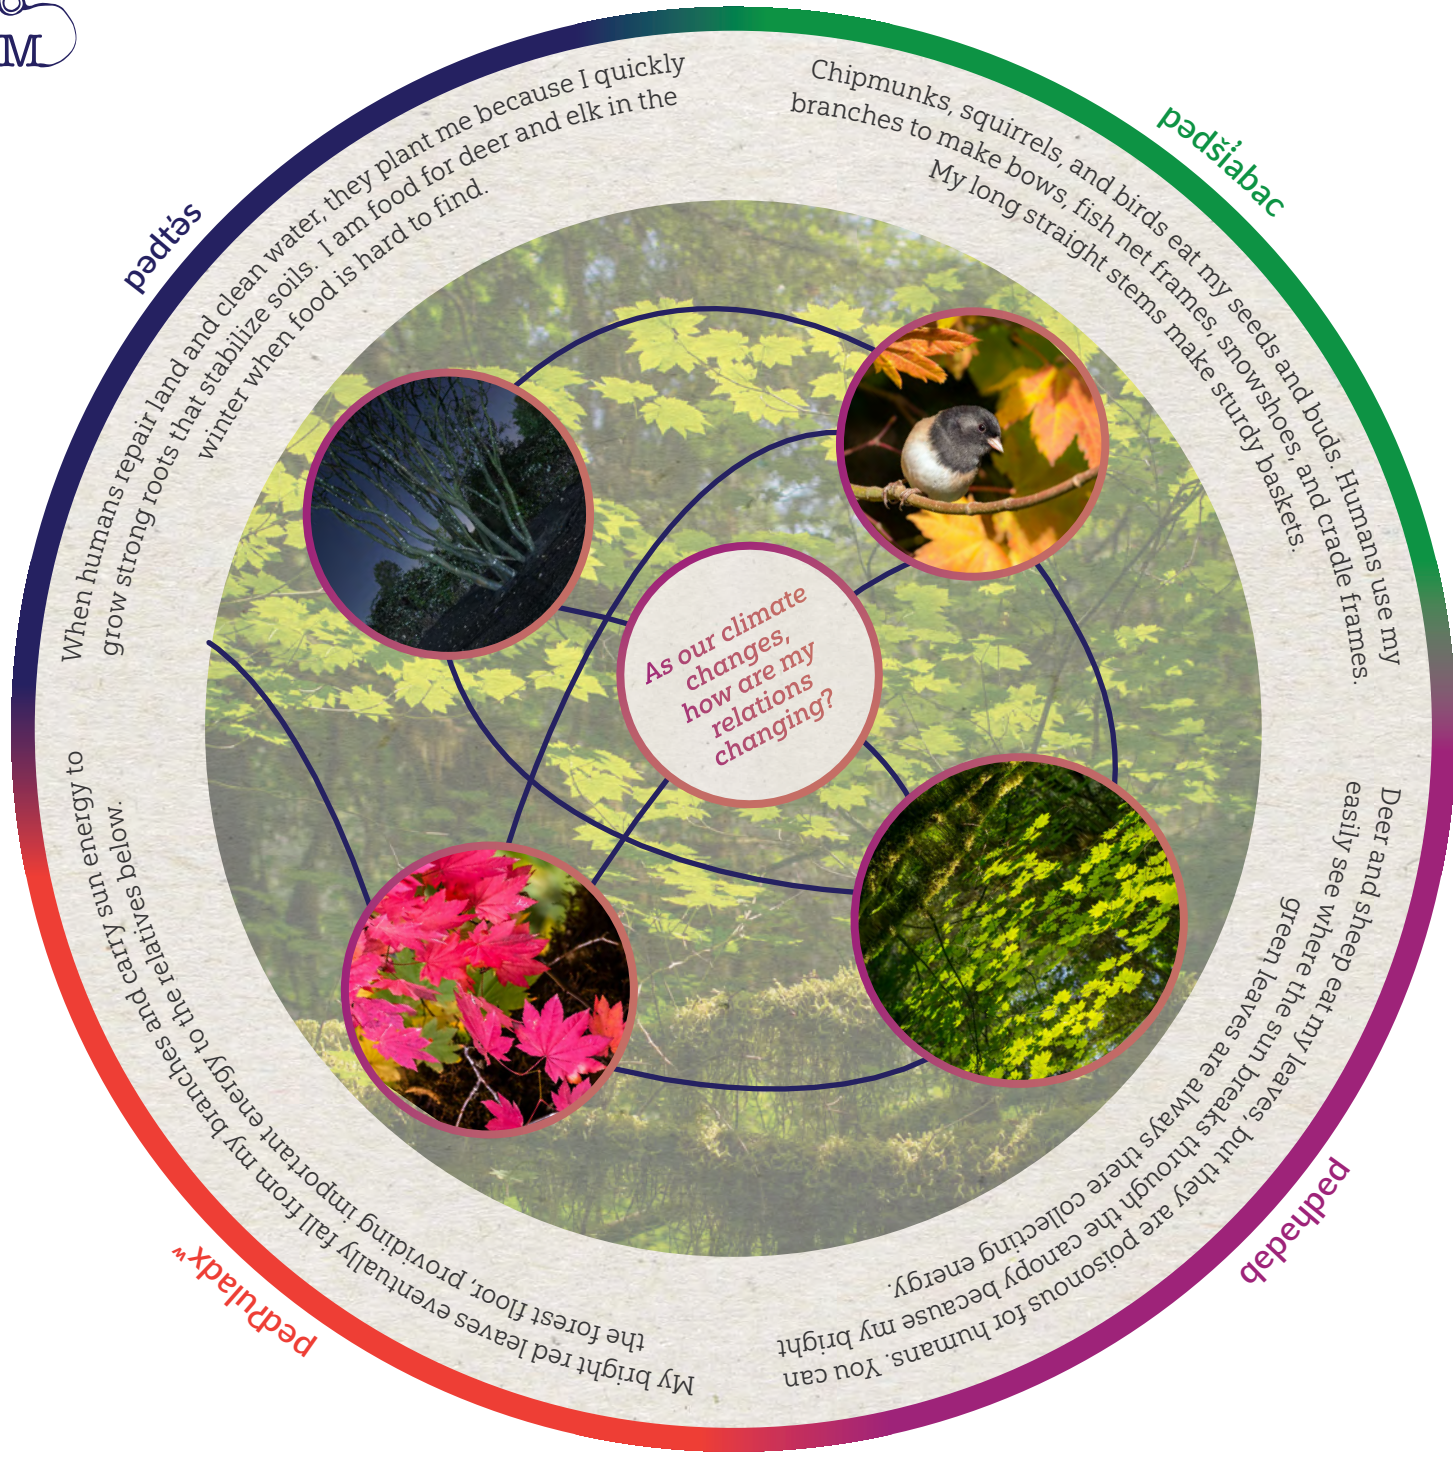 M
pədt̕əs
When humans repair land and clean water, they plant me because I quickly
grow strong roots that stabilize soils. I am food for deer and elk in the
winter when food is hard to find.
pədšiʼabac
Chipmunks, squirrels, and birds eat my seeds and buds. Humans use my
branches to make bows, fish net frames, snowshoes, and cradle frames.
My long straight stems make sturdy baskets.
As our climate
changes,
how are my
relations
changing?
pədhədəb
Deer and sheep eat my leaves, but they are poisonous for humans. You can
easily see where the sun breaks through the canopy because my bright
green leaves are always there collecting energy.
pədʔuladxʷ
My bright red leaves eventually fall from my branches and carry sun energy to
the forest floor, providing important energy to the relatives below.